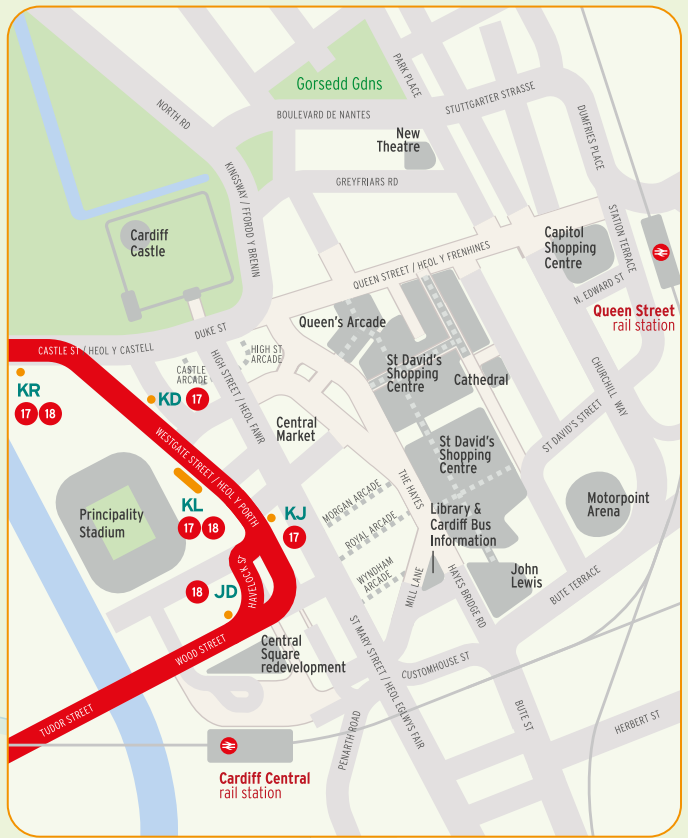 Gorsedd Gdns
PARK PLACE
NORTH RD
BOULEVARD DE NANTES
STUTTGARTER STRASSE
DUMFRIES PLACE
New
Theatre
KINGSWAY / FFORDD Y BRENIN
GREYFRIARS RD
STATION TERRACE
Cardiff
Castle
Capitol
Shopping
Centre
QUEEN STREET / HEOL Y FRENHINES
N. EDWARD ST
Queen Street
rail station
Queen's Arcade
DUKE ST
CASTLE ST / HEOL Y CASTELL
HIGH ST
ARCADE
CASTLE
ARCADE
HIGH STREET / HEOL FAWR
St David's
Shopping
Centre
Cathedral
CHURCHILL WAY
KR
17 18
KD 17
Central
Market
ST DAVID'S STREET
WESTGATE STREET / HEOL Y PORTH
St David's
Shopping
Centre
THE HAYES
MORGAN ARCADE
ROYAL ARCADE
WYNDHAM
ARCADE
Principality
Stadium
KL
17 18
KJ
17
Library &
Cardiff Bus
Information
Motorpoint
Arena
John
Lewis
BUTE TERRACE
MILL LANE
HAYES BRIDGE RD
HAVELOCK ST
18 JD
WOOD STREET
Central
Square
redevelopment
ST MARY STREET / HEOL EGLWYS FAIR
CUSTOMHOUSE ST
TUDOR STREET
PENARTH ROAD
BUTE ST
HERBERT ST
Cardiff Central
rail station